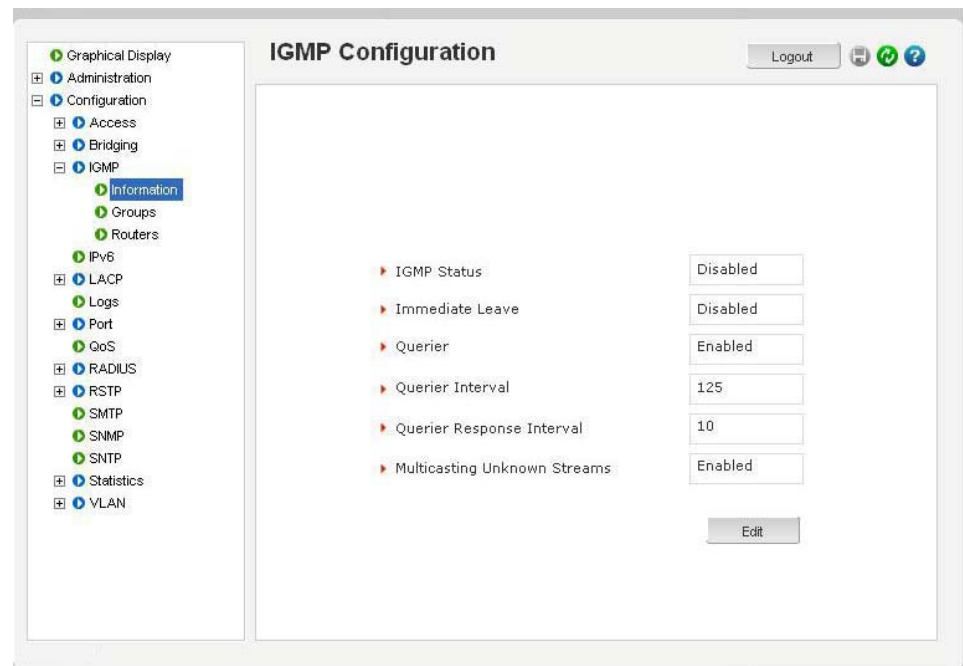 IGMP Configuration
Logout
Graphical Display
Administration
Configuration
Access
Bridging
IGMP
Information
Groups
Routers
IPv6
LACP
Logs
Port
QoS
RADIUS
RSTP
SMTP
SNMP
SNTP
Statistics
VLAN
IGMP Status Disabled
Immediate Leave Disabled
Querier Enabled
Querier Interval 125
Querier Response Interval 10
Multicasting Unknown Streams Enabled
Edit